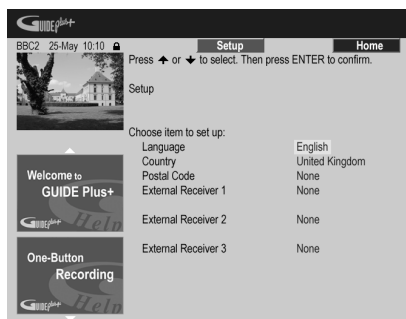 GUIDE Plus+
BBC2 25-May 10:10 Setup Home
Press ↑ or ↓ to select. Then press ENTER to confirm.
Setup
Choose item to set up:
Language English
Country United Kingdom
Postal Code None
External Receiver 1 None
External Receiver 2 None
External Receiver 3 None
Welcome to
GUIDE Plus+
GUIDE Plus+ Help
One-Button
Recording
GUIDE Plus+ Help